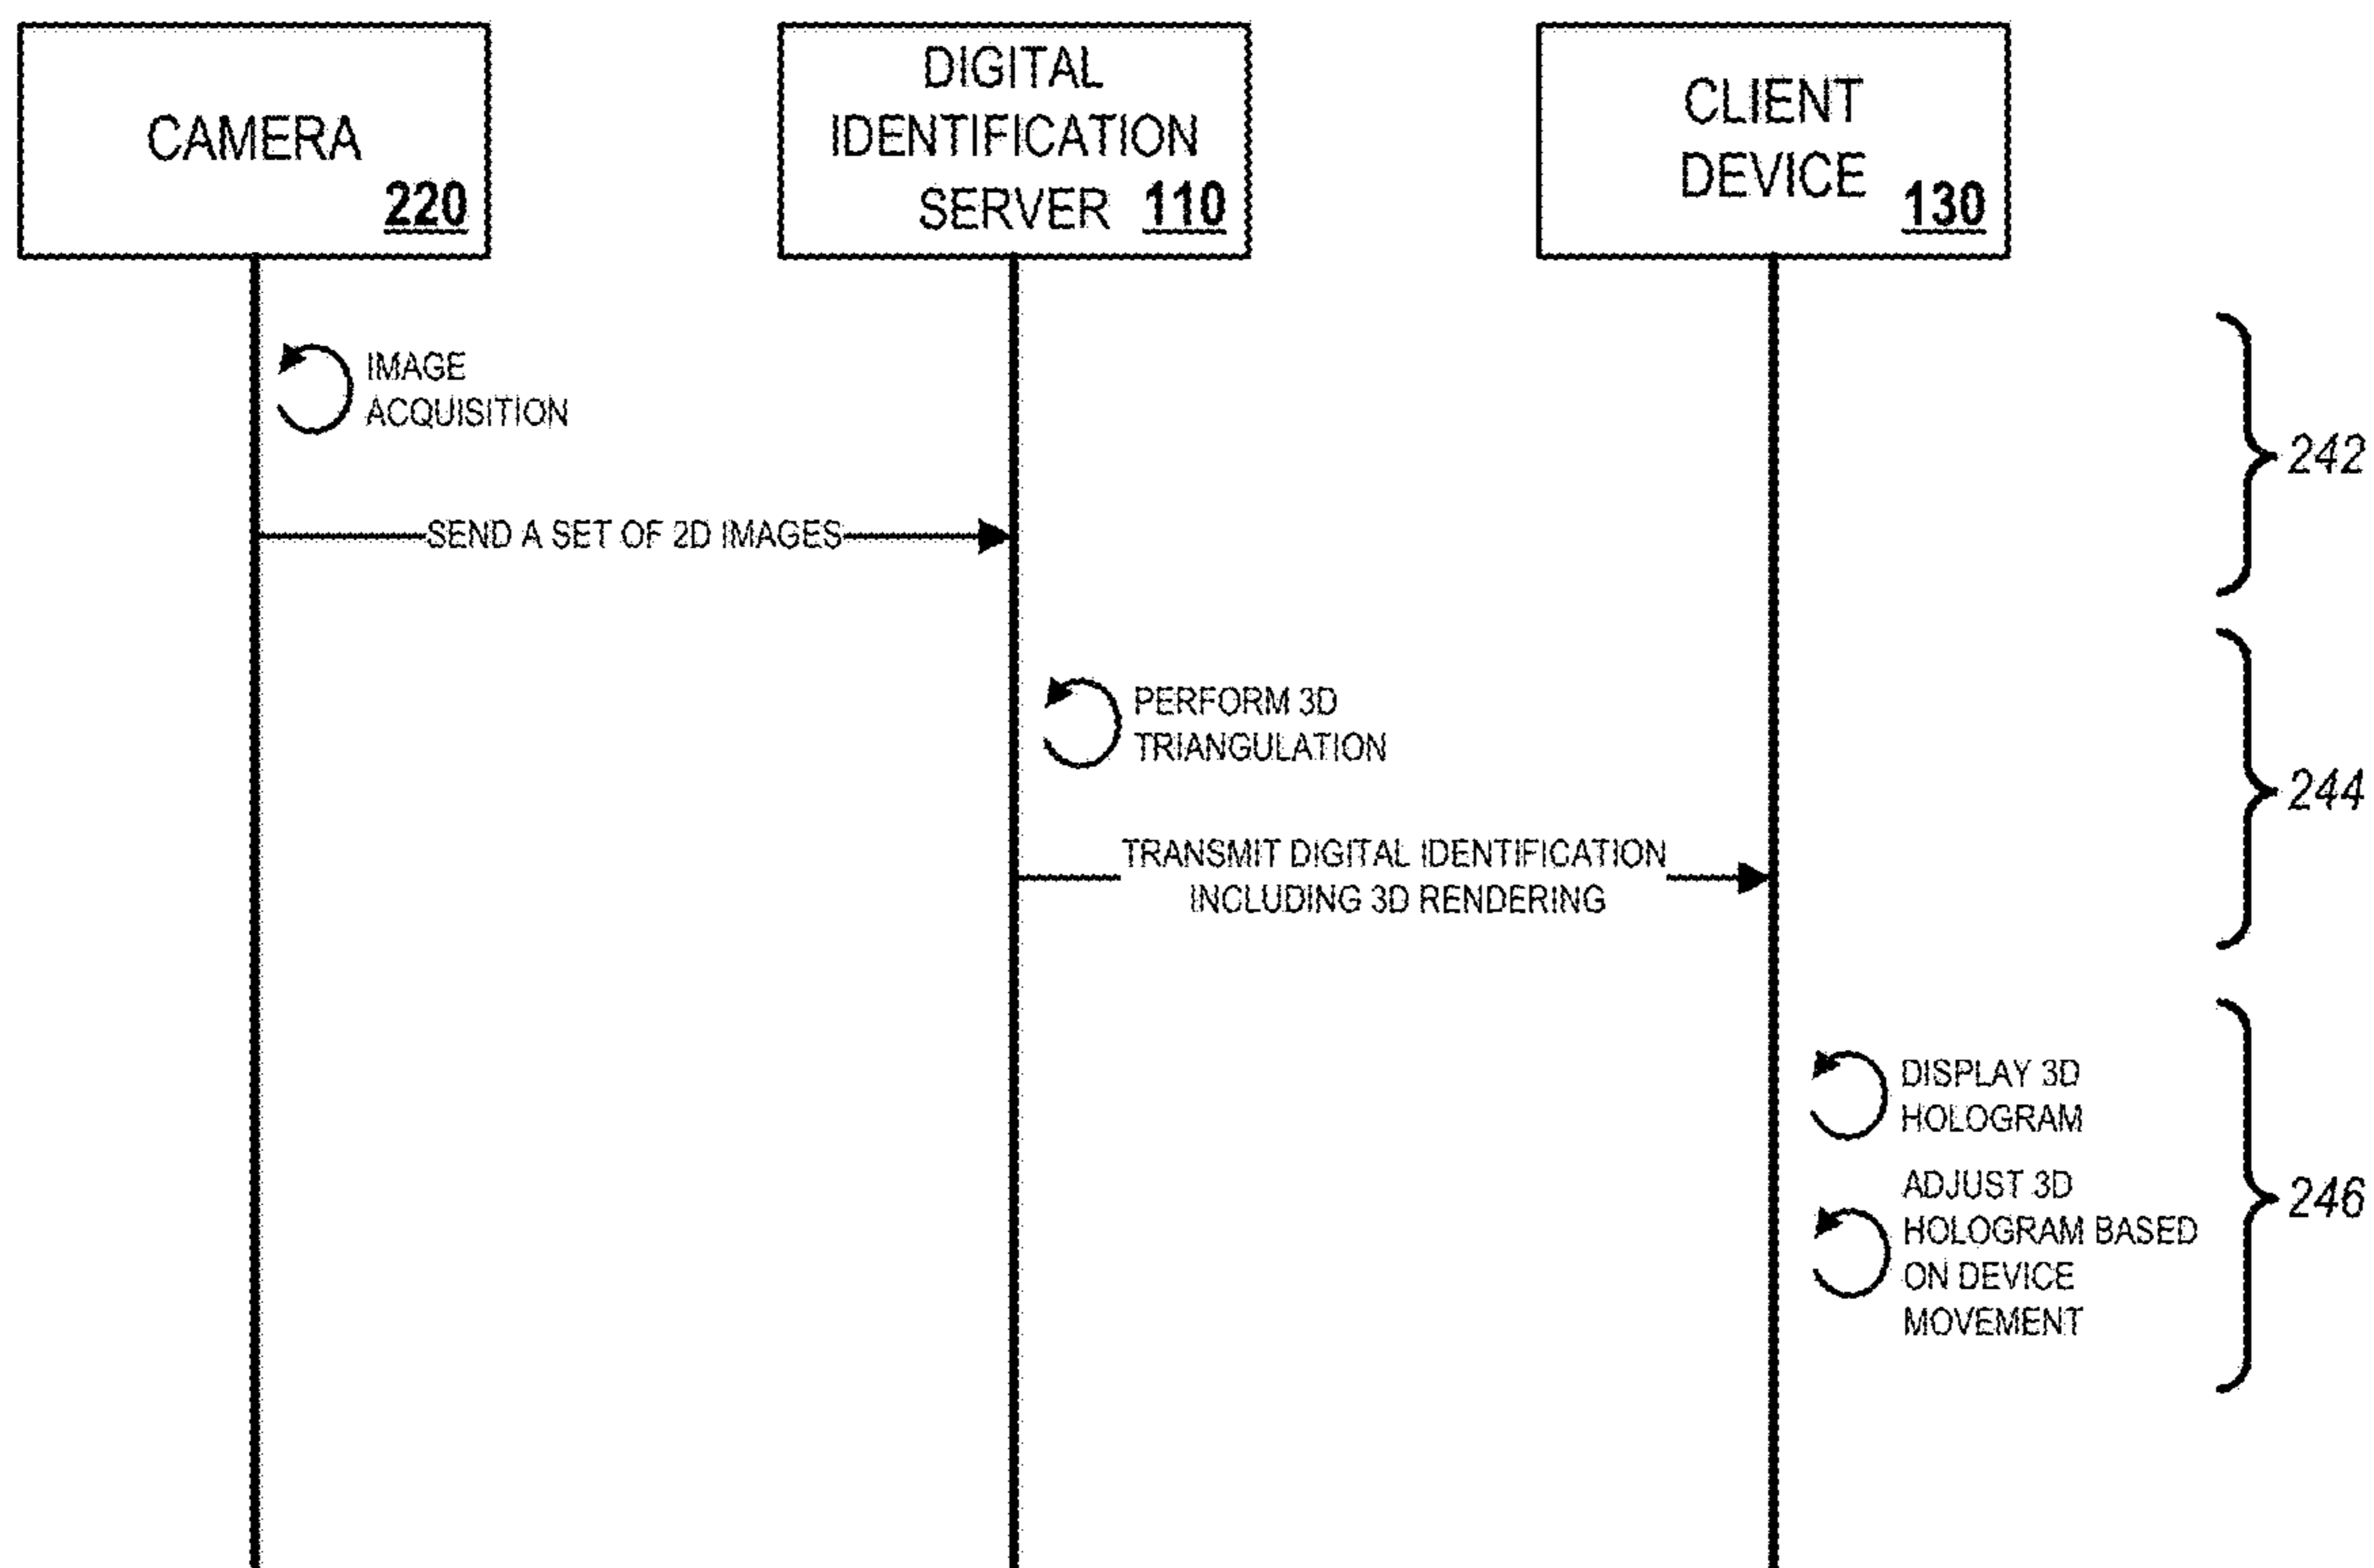 CAMERA
220
DIGITAL
IDENTIFICATION
SERVER 110
CLIENT
DEVICE 130
IMAGE
ACQUISITION
242
SEND A SET OF 2D IMAGES
PERFORM 3D
TRIANGULATION
244
TRANSMIT DIGITAL IDENTIFICATION
INCLUDING 3D RENDERING
DISPLAY 3D
HOLOGRAM
ADJUST 3D
HOLOGRAM BASED
ON DEVICE
MOVEMENT
246